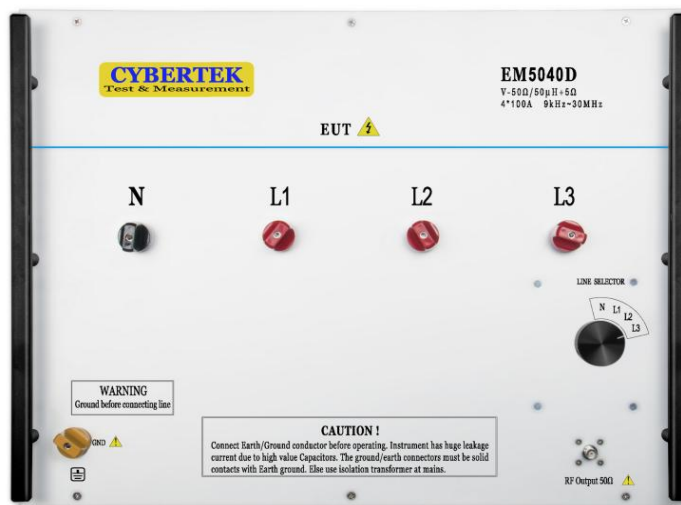 CYBERTEK
Test & Measurement
EM5040D
V-50Ω/50μH+5Ω
4*100A 9kHz~30MHz
EUT
N
L1
L2
L3
LINE SELECTOR
N
L1
L2
L3
WARNING
Ground before connecting line
GND
CAUTION !
Connect Earth/Ground conductor before operating. Instrument has huge leakage
current due to high value Capacitors. The ground/earth connectors must be solid
contacts with Earth ground. Else use isolation transformer at mains.
RF Output 50Ω